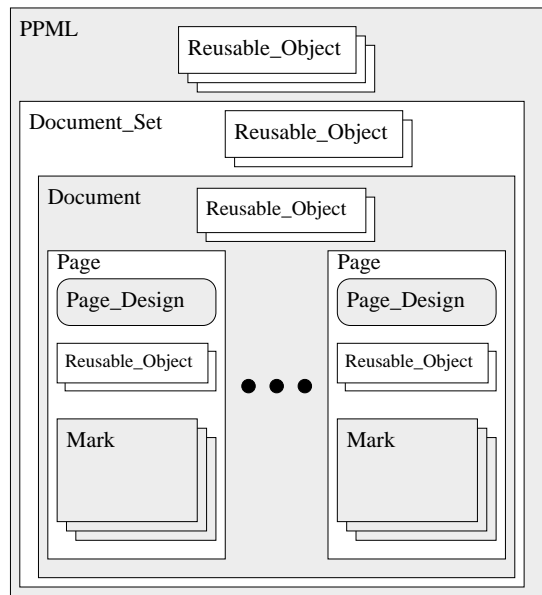 PPML
Reusable_Object
Document_Set
Reusable_Object
Document
Reusable_Object
Page
Page_Design
Reusable_Object
Mark
Page
Page_Design
Reusable_Object
Mark